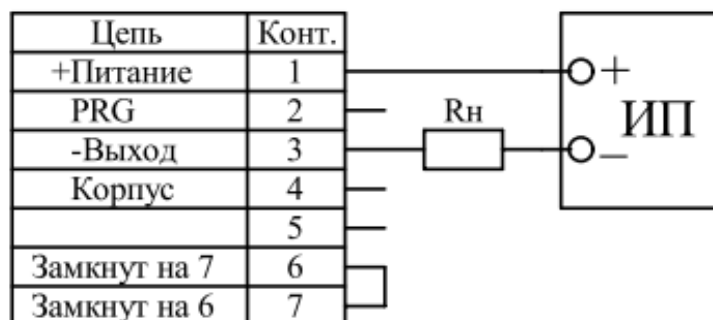 Цепь Конт.
+Питание 1 +
PRG 2 Rн ИП
-Выход 3 –
Корпус 4
5
Замкнут на 7 6
Замкнут на 6 7